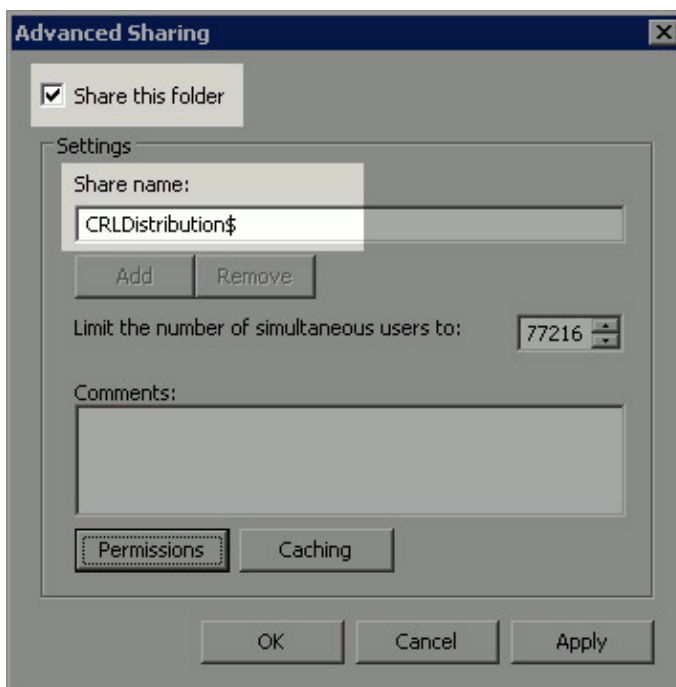 Advanced Sharing
Share this folder
Settings
Share name:
CRLDistribution$
Add Remove
Limit the number of simultaneous users to: 77216
Comments:
Permissions Caching
OK Cancel Apply